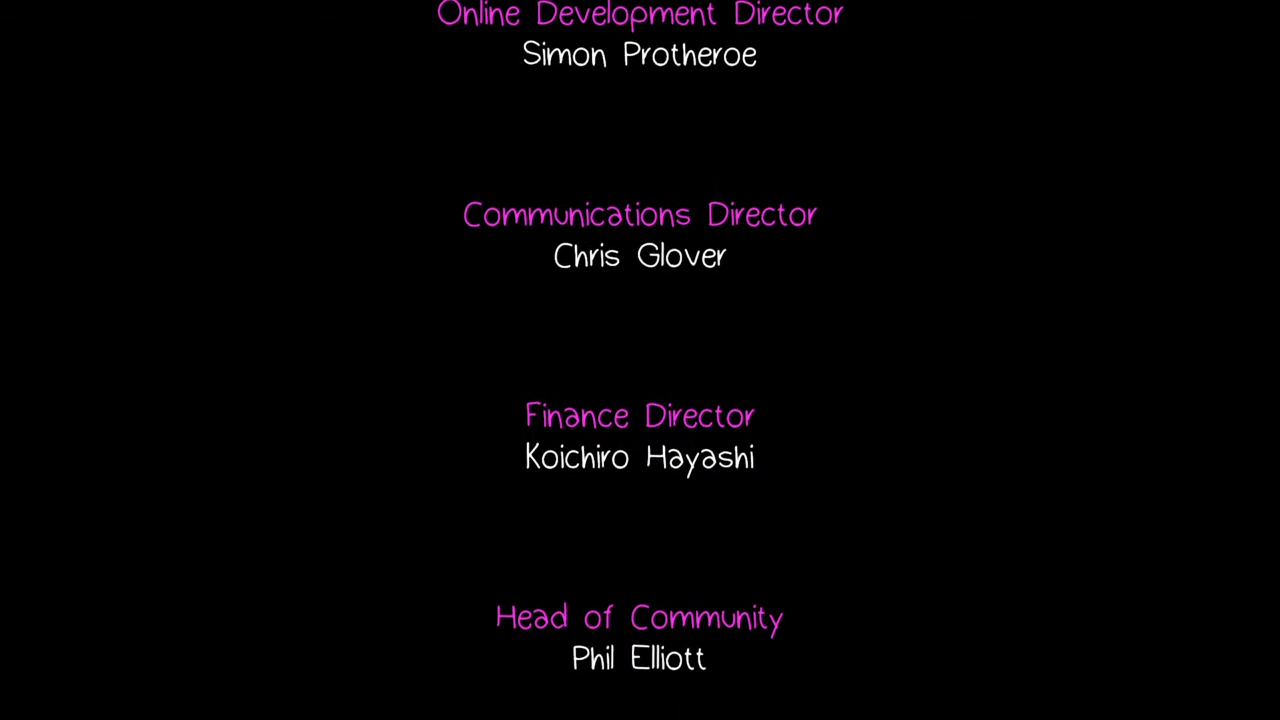 Online Development Director
Simon Protheroe
Communications Director
Chris Glover
Finance Director
Koichiro Hayashi
Head of Community
Phil Elliott